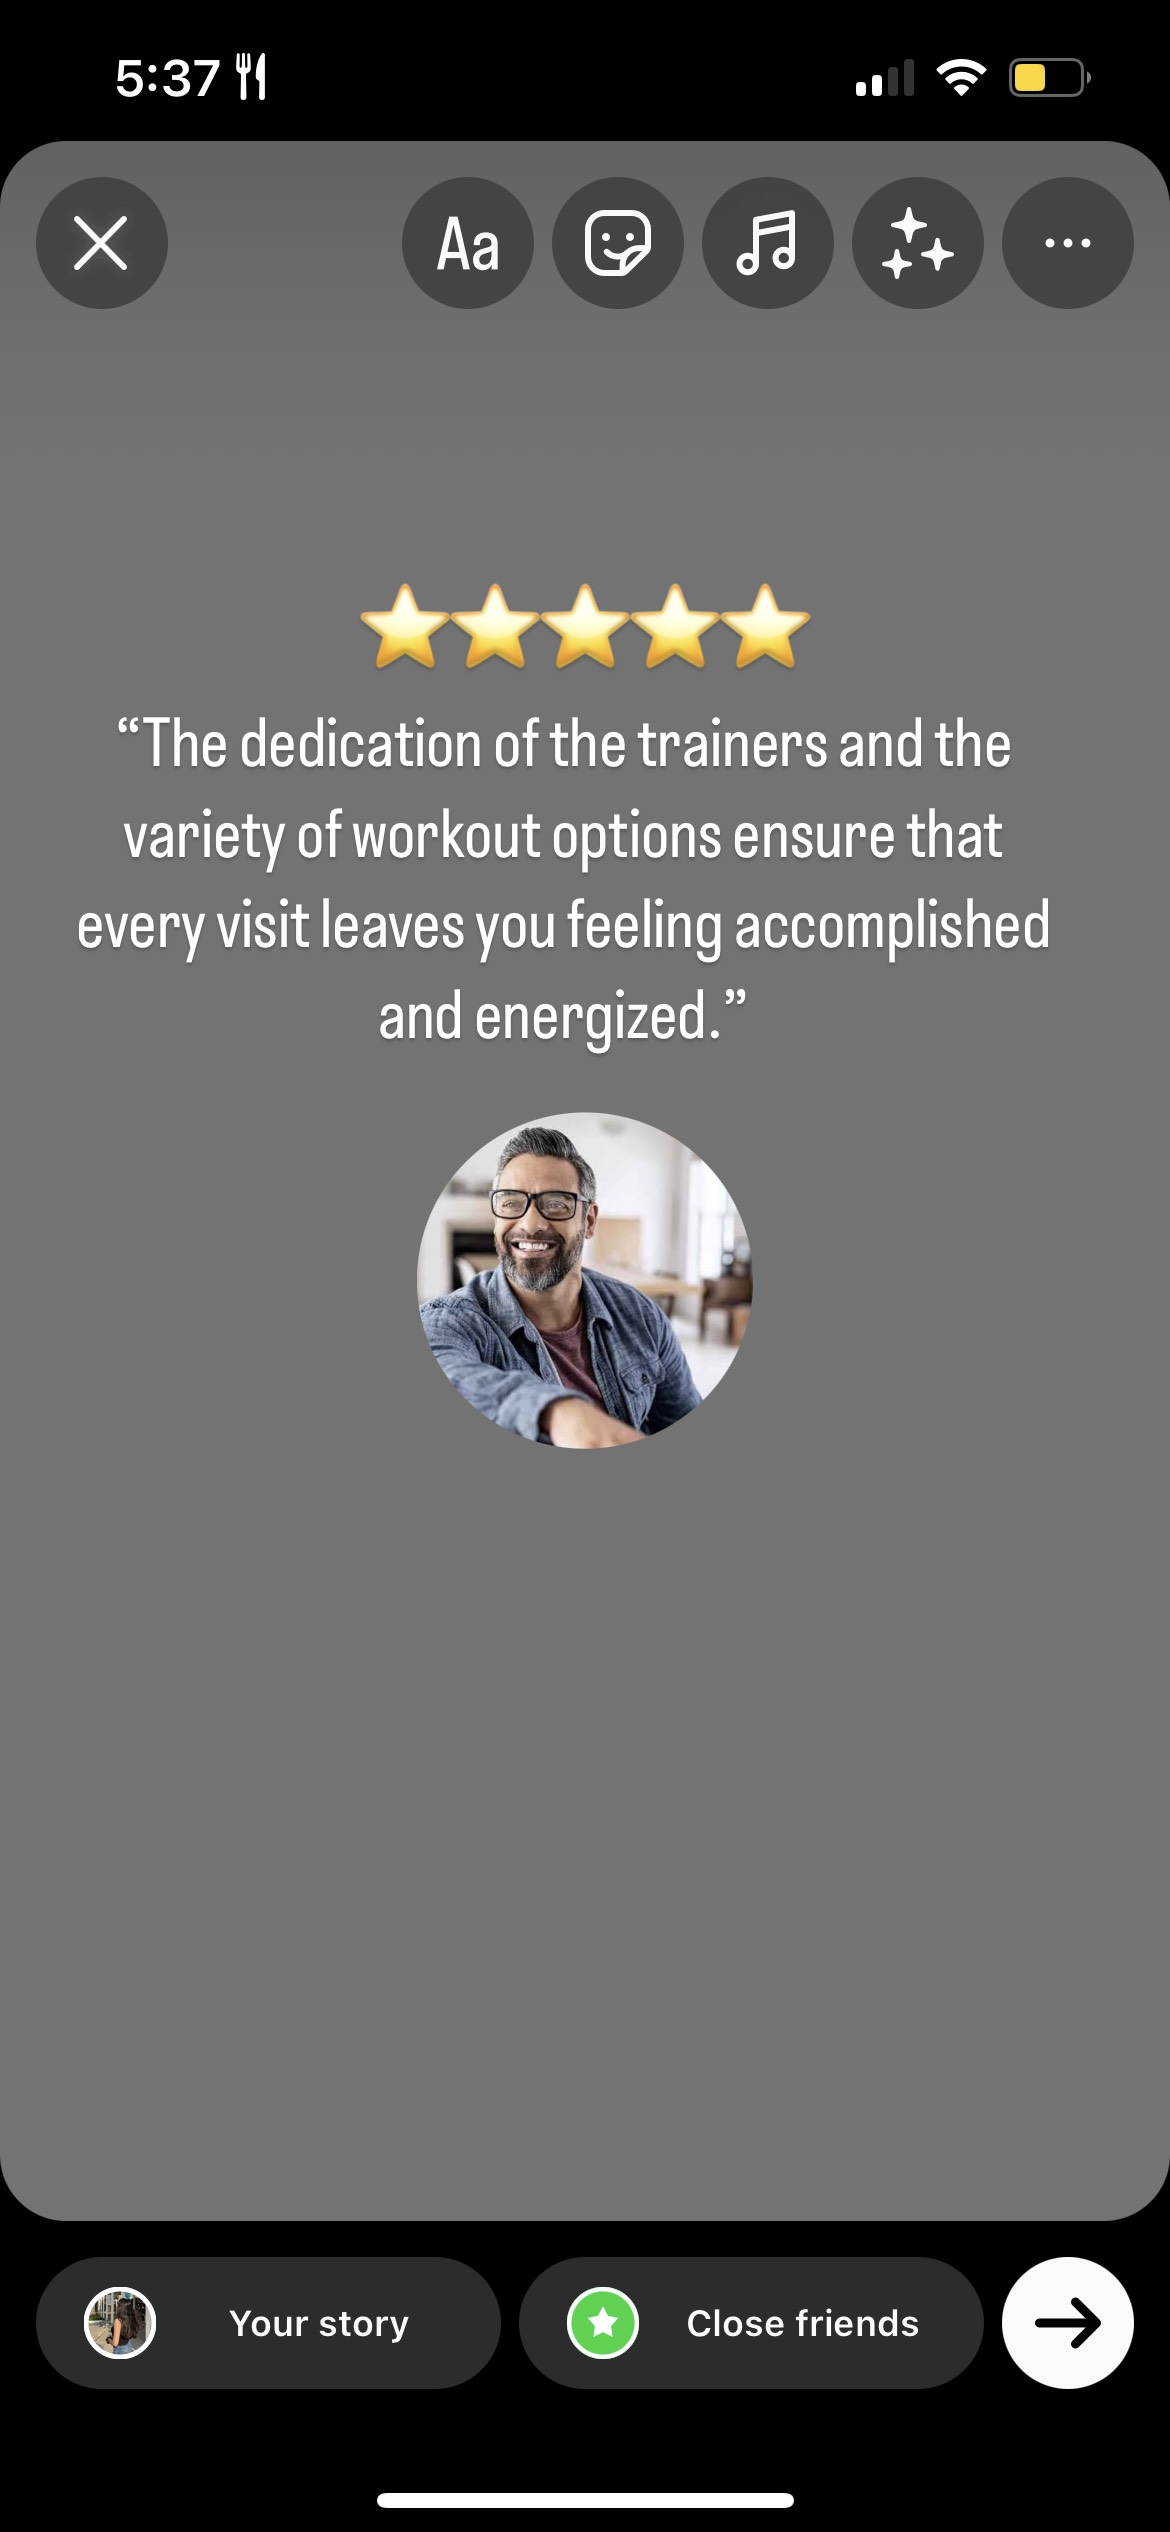 5:37
Aa
“The dedication of the trainers and the
variety of workout options ensure that
every visit leaves you feeling accomplished
and energized.”
Your story
Close friends